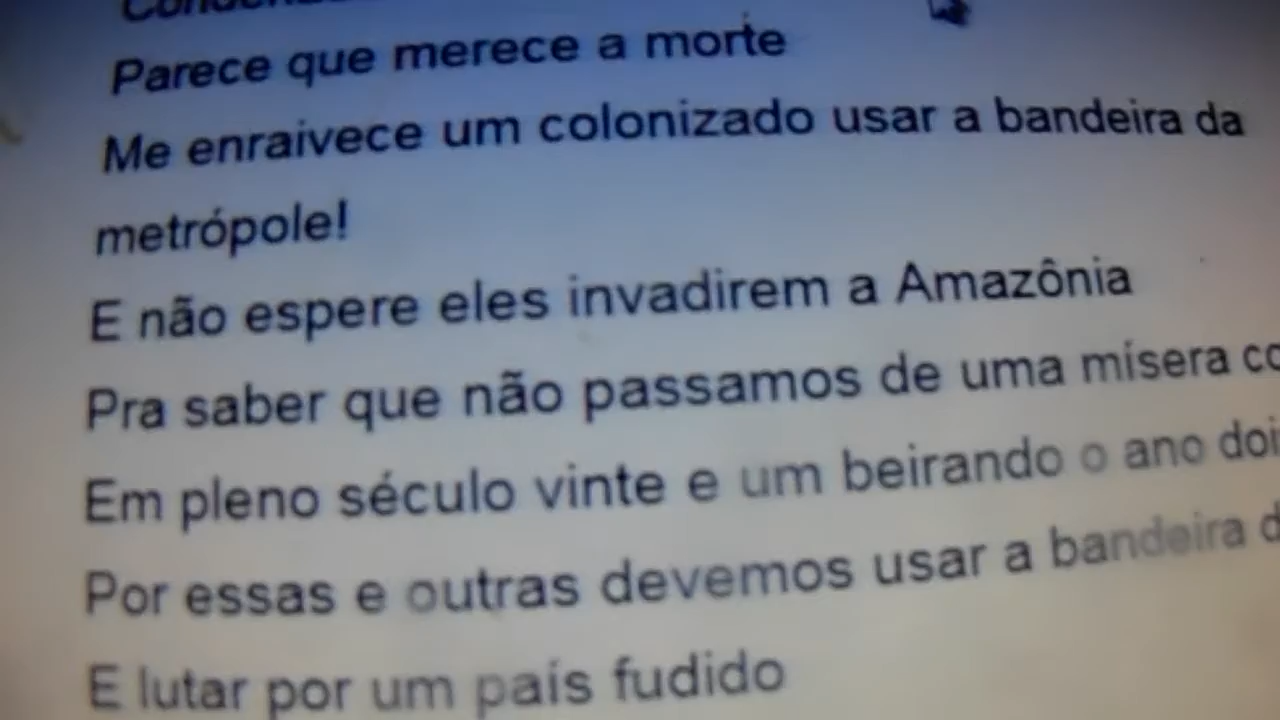 Parece que merece a morte
Me enraivece um colonizado usar a bandeira da
metrópole!
E não espere eles invadirem a Amazônia
Pra saber que não passamos de uma mísera
Em pleno século vinte e um beirando o ano
Por essas e outras devemos usar a bandeira
E lutar por um país fudido